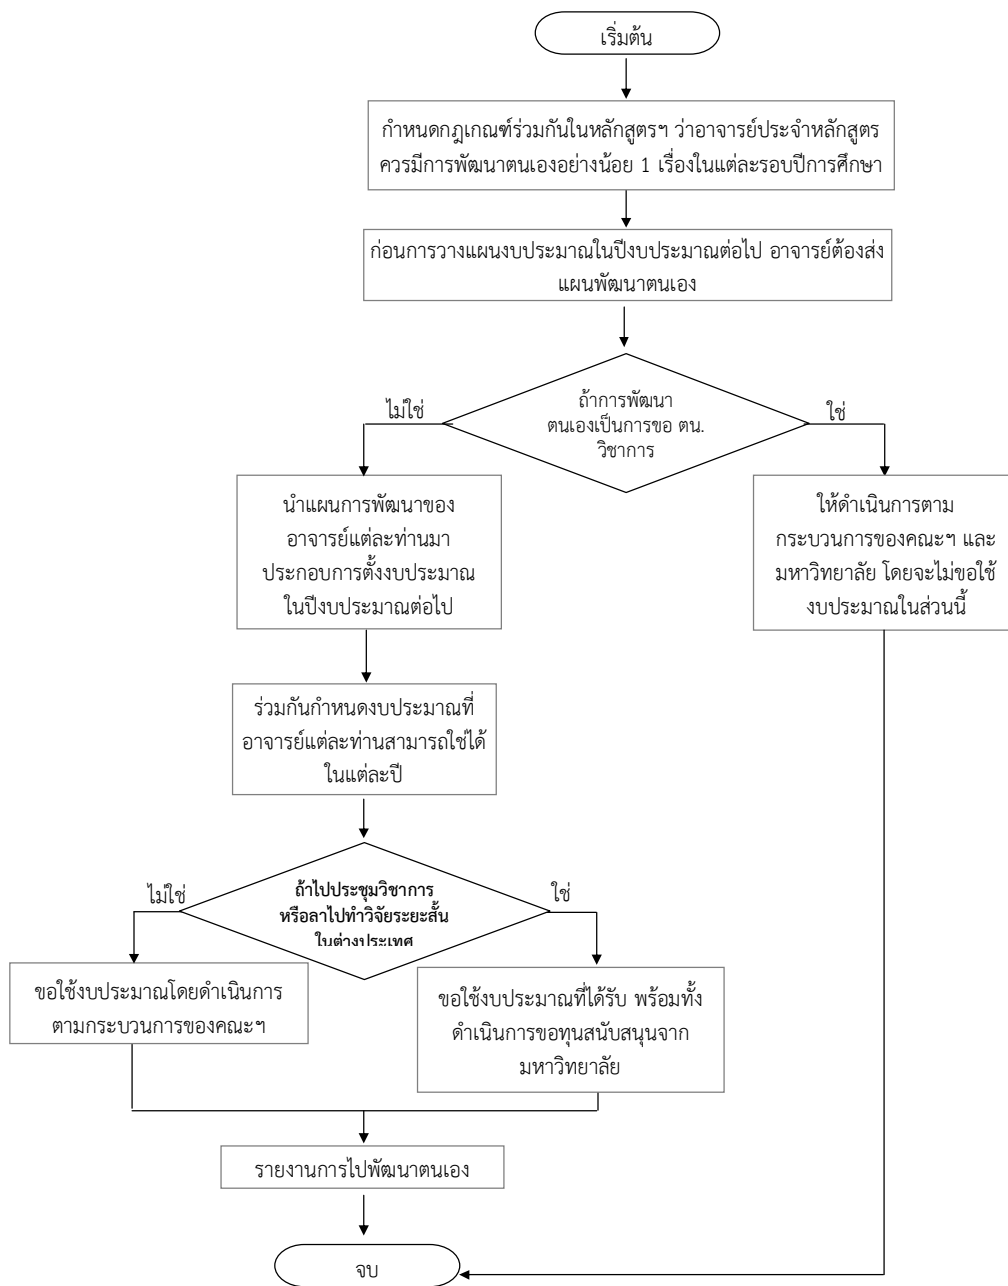 เริ่มต้น
กำหนดกฎเกณฑ์ร่วมกันในหลักสูตรฯ ว่าอาจารย์ประจำหลักสูตร
ควรมีการพัฒนาตนเองอย่างน้อย 1 เรื่องในแต่ละรอบปีการศึกษา
ก่อนการวางแผนงบประมาณในปีงบประมาณต่อไป อาจารย์ต้องส่ง
แผนพัฒนาตนเอง
ถ้าการพัฒนา
ตนเองเป็นการขอ ตน.
วิชาการ
ไม่ใช่
ใช่
นำแผนการพัฒนาของ
อาจารย์แต่ละท่านมา
ประกอบการตั้งงบประมาณ
ในปีงบประมาณต่อไป
ให้ดำเนินการตาม
กระบวนการของคณะฯ และ
มหาวิทยาลัย โดยจะไม่ขอใช้
งบประมาณในส่วนนี้
ร่วมกันกำหนดงบประมาณที่
อาจารย์แต่ละท่านสามารถใช่ได้
ในแต่ละปี
ถ้าไปประชุมวิชาการ
หรือลาไปทำวิจัยระยะสั้น
ในต่างประเทศ
ไม่ใช่
ใช่
ขอใช้งบประมาณโดยดำเนินการ
ตามกระบวนการของคณะฯ
ขอใช้งบประมาณที่ได้รับ พร้อมทั้ง
ดำเนินการขอทุนสนับสนุนจาก
มหาวิทยาลัย
รายงานการไปพัฒนาตนเอง
จบ